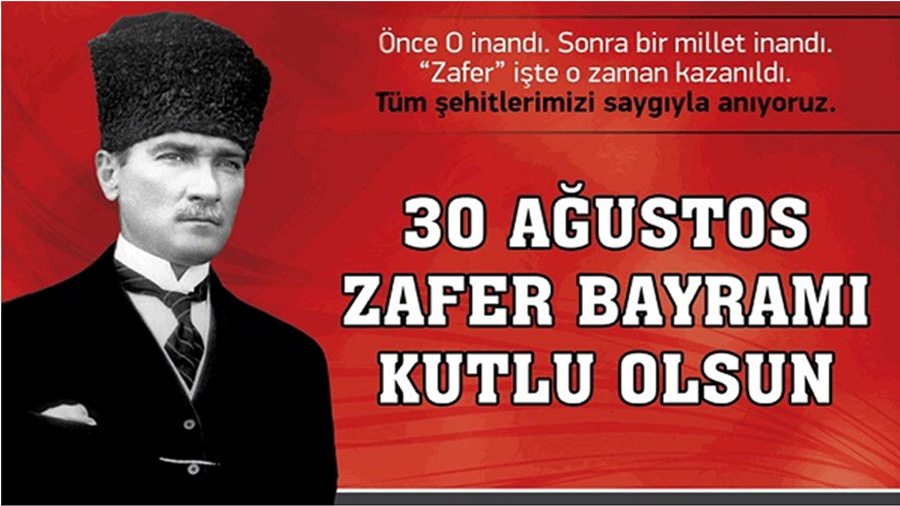 Önce O inandı. Sonra bir millet inandı.
“Zafer” işte o zaman kazanıldı.
Tüm şehitlerimizi saygıyla anıyoruz.
30 AĞUSTOS
ZAFER BAYRAMI
KUTLU OLSUN